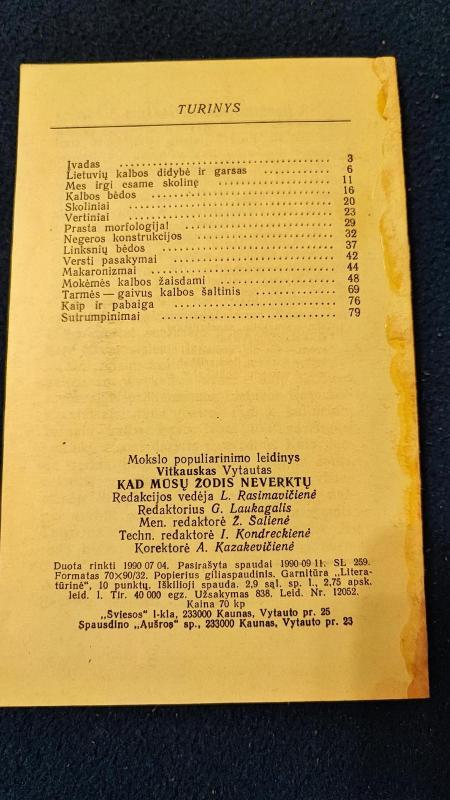 TURINYS
Įvadas 3
Lietuvių kalbos didybė ir garsas 6
Mes irgi esame skolinę 11
Kalbos bėdos 16
Skoliniai 20
Vertiniai 23
Prasta morfologija! 29
Negeros konstrukcijos 32
Linksnių bėdos 37
Versti pasakymai 42
Makaronizmai 44
Mokėmės kalbos žaisdami 48
Tarmės — gaivus kalbos šaltinis 69
Kaip ir pabaiga 76
Sutrumpinimai 79
Mokslo populiarinimo leidinys
Vitkauskas Vytautas
KAD MŪSŲ ŽODIS NEVERKTŲ
Redakcijos vedėja L. Rasimavičienė
Redaktorius G. Laukagalis
Men. redaktorė Ž. Šalienė
Techn. redaktorė I. Kondreckienė
Korektorė A. Kazakevičienė
Duota rinkti 1990 07 04. Pasirašyta spaudai 1990·09 11. SL 259.
Formatas 70×90/32. Popierius giliaspaudinis. Garnitūra „Litera-
tūrinė", 10 punktų. Iškilioji spauda. 2,9 sąl. sp. l., 2,75 apsk.
leid. l. Tir. 40 000 egz. Užsakymas 838. Leid. Nr. 12052.
Kaina 70 kp
„Šviesos" l-kla, 233000 Kaunas, Vytauto pr. 25
Spausdino „Aušros" sp., 233000 Kaunas, Vytauto pr. 23